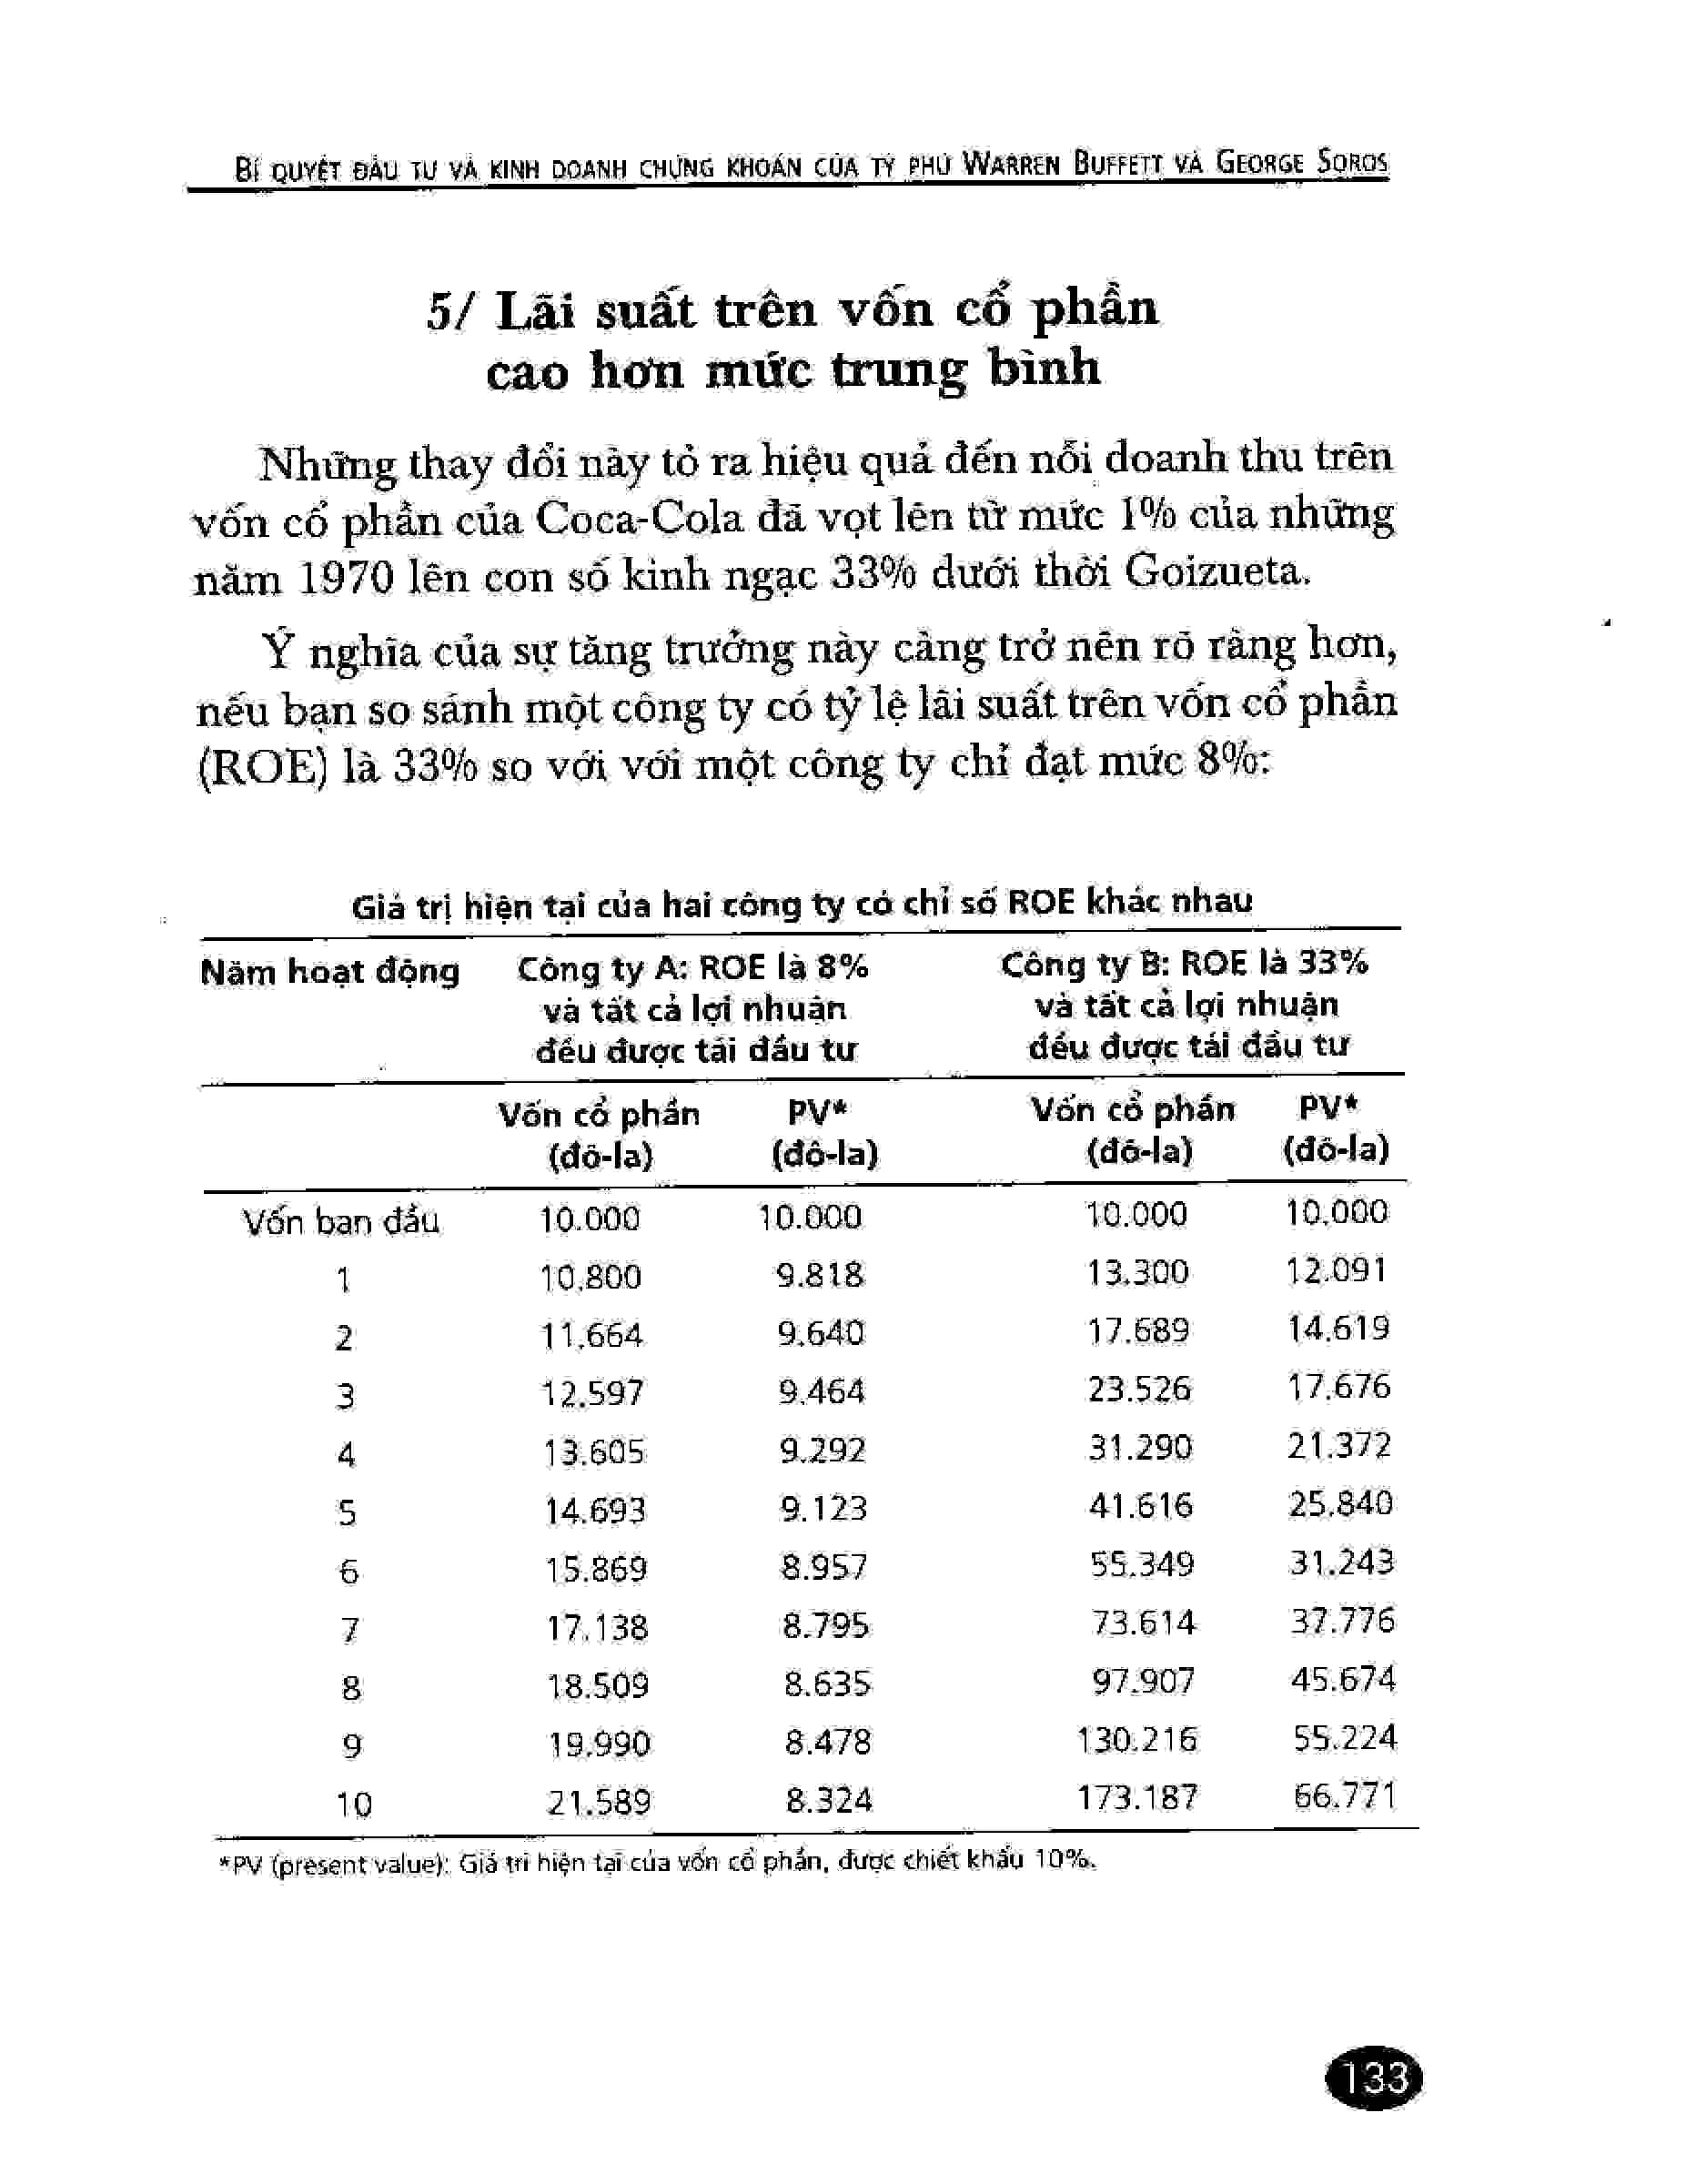 BÍ QUYẾT ĐẦU TƯ VÀ KINH DOANH CHỨNG KHOÁN CỦA TỶ PHÚ WARREN BUFFETT VÀ GEORGE SOROS
5/ Lãi suất trên vốn cổ phần
cao hơn mức trung bình
Những thay đổi này tỏ ra hiệu quả đến nỗi doanh thu trên
vốn cổ phần của Coca-Cola đã vọt lên từ mức 1% của những
năm 1970 lên con số kinh ngạc 33% dưới thời Goizueta.
Ý nghĩa của sự tăng trưởng này càng trở nên rõ ràng hơn,
nếu bạn so sánh một công ty có tỷ lệ lãi suất trên vốn cổ phần
(ROE) là 33% so với với một công ty chỉ đạt mức 8%:
Giá trị hiện tại của hai công ty có chỉ số ROE khác nhau
Năm hoạt động Công ty A: ROE là 8% Công ty B: ROE là 33%
và tất cả lợi nhuận và tất cả lợi nhuận
đều được tái đầu tư đều được tái đầu tư
Vốn cổ phần PV* Vốn cổ phần PV*
(đô-la) (đô-la) (đô-la) (đô-la)
Vốn ban đầu 10.000 10.000 10.000 10.000
1 10.800 9.818 13.300 12.091
2 11.664 9.640 17.689 14.619
3 12.597 9.464 23.526 17.676
4 13.605 9.292 31.290 21.372
5 14.693 9.123 41.616 25.840
6 15.869 8.957 55.349 31.243
7 17.138 8.795 73.614 37.776
8 18.509 8.635 97.907 45.674
9 19.990 8.478 130.216 55.224
10 21.589 8.324 173.187 66.771
*PV (present value): Giá trị hiện tại của vốn cổ phần, được chiết khấu 10%.
133